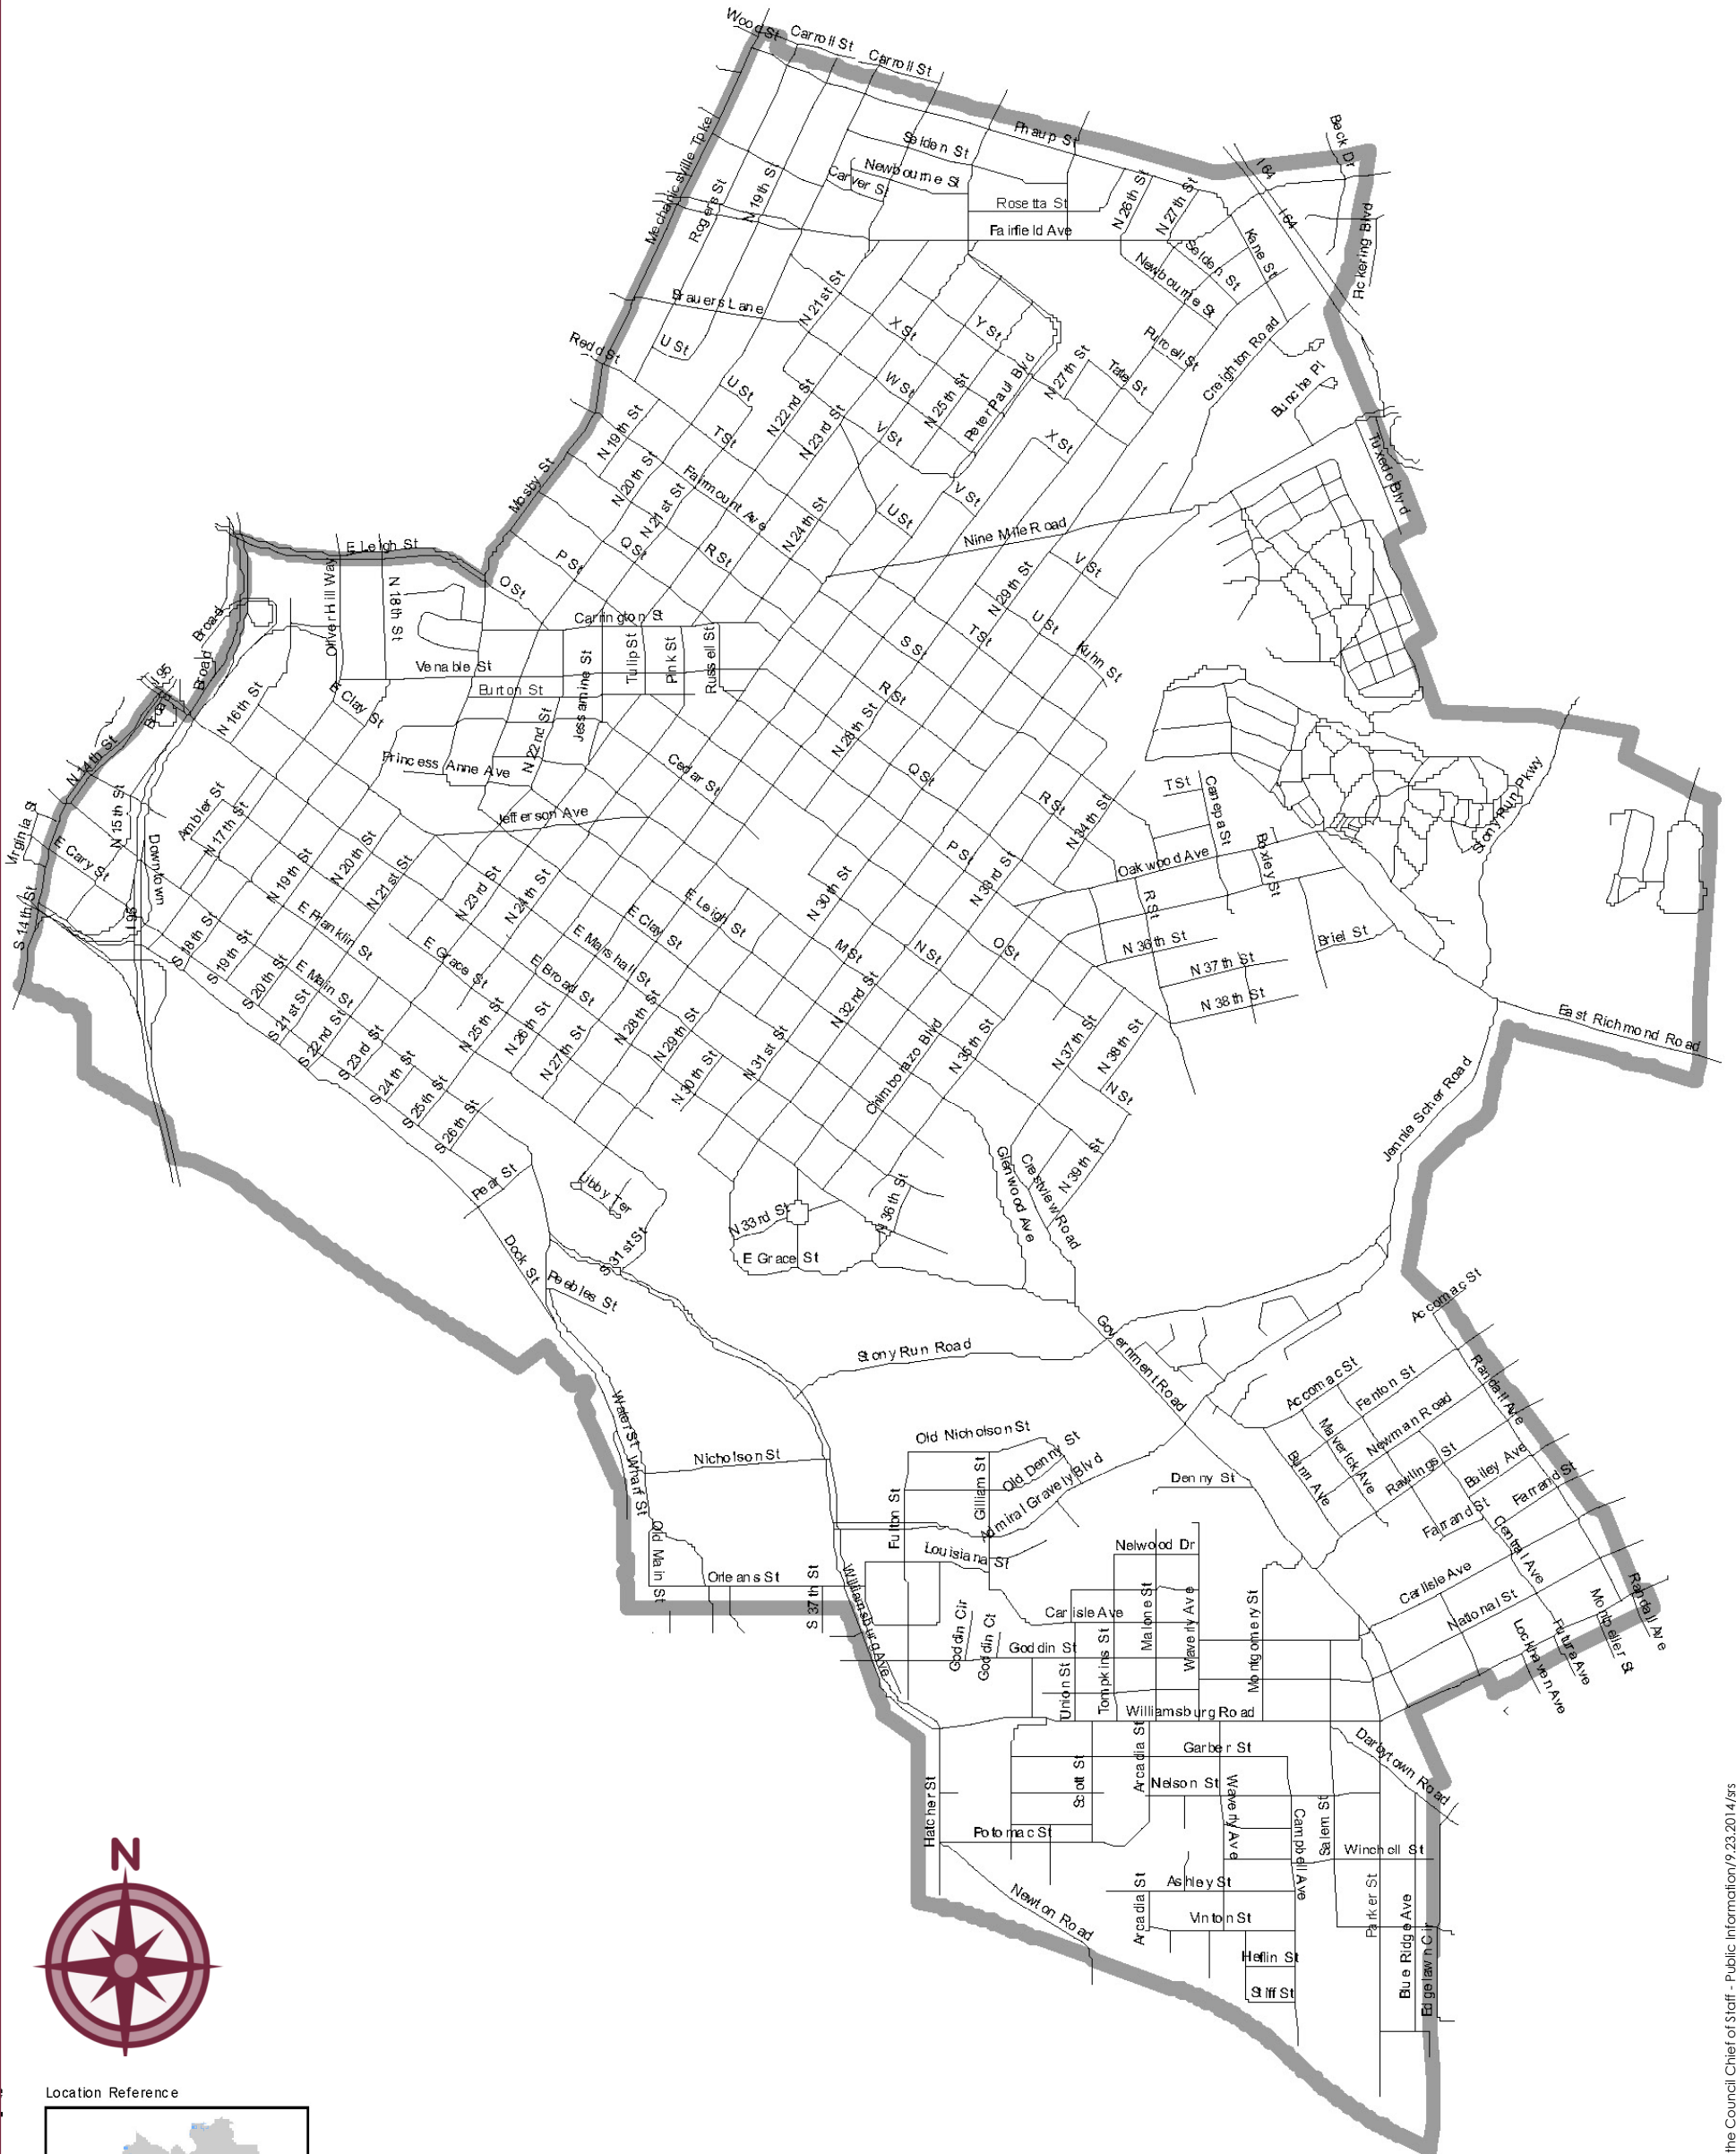 Wood St
Carroll St
Carroll St
Phaup St
Beck Dr
I 64
I 64
Mechanicsville Tpke
Selden St
Newbourne St
Carver St
Rosetta St
Fairfield Ave
Rogers St
N 19th St
N 26th St
N 27th St
Kane St
Selden St
Newbourne St
Pickering Blvd
Brauers Lane
N 21st St
X St
Y St
Purcell St
Creighton Road
Redd St
U St
U St
W St
N 25th St
Peter Paul Blvd
N 27th St
Tate St
Bunche Pl
N 22nd St
N 23rd St
V St
X St
Tuxedo Blvd
N 19th St
T St
N 20th St
Fairmount Ave
N 21st St
N 24th St
V St
U St
Mosby St
Nine Mile Road
E Leigh St
Q St
P St
R St
V St
O St
N 29th St
Oliver Hill Way
N 18th St
Carrington St
U St
T St
Kuhn St
S St
Broad
Broad
Venable St
Tulip St
Pink St
Russell St
Burton St
Jessamine St
R St
N 16th St
E Clay St
N 22nd St
N 28th St
N 14th St
Princess Anne Ave
Cedar St
Q St
T St
Canepa St
Stony Run Pkwy
R St
N 34th St
Virginia St
N 15th St
Downtown
Ambler St
N 17th St
Jefferson Ave
P St
Oakwood Ave
Boxley St
E Cary St
N 19th St
N 20th St
N 21st St
N 23rd St
N 24th St
E Leigh St
E Clay St
N 30th St
N 33rd St
R St
S 14th St
I 95
S 18th St
E Franklin St
E Marshall St
M St
N St
O St
N 36th St
Briel St
S 19th St
S 20th St
E Main St
E Grace St
E Broad St
N 37th St
N 38th St
S 21st St
S 22nd St
S 23rd St
N 25th St
N 26th St
N 27th St
N 28th St
N 29th St
N 32nd St
East Richmond Road
N 31st St
Chimborazo Blvd
N 35th St
N 37th St
N 38th St
S 24th St
S 25th St
S 26th St
N 30th St
N St
Jennie Scher Road
Pear St
Libby Ter
Glenwood Ave
Crestview Road
N 39th St
N 33rd St
N 36th St
Dock St
S 31st St
E Grace St
Peebles St
Accomac St
Stony Run Road
Government Road
Accomac St
Fenton St
Randall Ave
Water St
Wharf St
Nicholson St
Old Nicholson St
Maverick Ave
Newman Road
Bunn Ave
Rawlings St
Bailey Ave
Gilliam St
Old Denny St
Admiral Gravely Blvd
Denny St
Fulton St
Farrand St
Farrand St
Central Ave
Old Main St
Louisiana St
Nelwood Dr
Orleans St
S 37th St
Williamsburg Ave
Carlisle Ave
Malone St
Waverly Ave
Montgomery St
Carlisle Ave
National St
Montpelier St
Randall Ave
Goddin Cir
Goddin Ct
Goddin St
Union St
Tompkins St
Lockhaven Ave
Futura Ave
Williamsburg Road
Darbytown Road
Arcadia St
Garber St
Scott St
Nelson St
Waverly Ave
Hatcher St
Potomac St
Campbell Ave
Salem St
Winchell St
Newton Road
Arcadia St
Ashley St
Parker St
Vinton St
Blue Ridge Ave
Edgelawn Cir
Heflin St
Stiff St
N
Location Reference
the Council Chief of Staff - Public Information/9.23.2014/srs